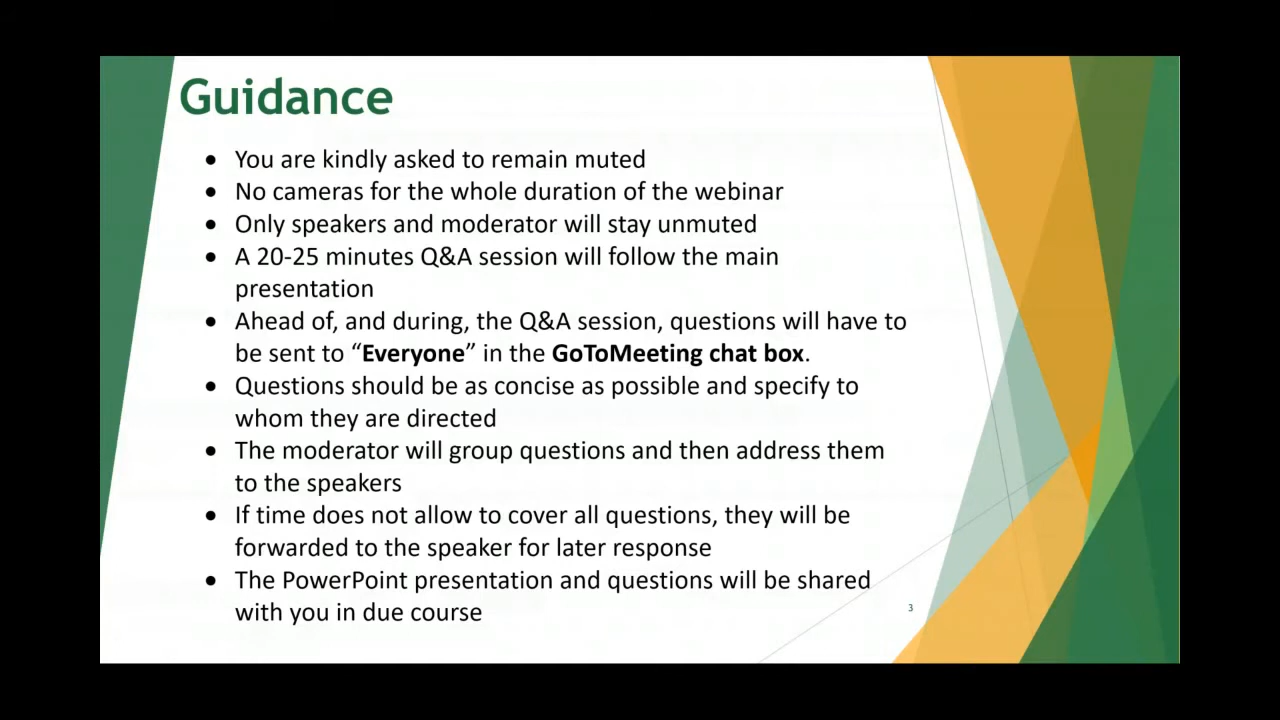 Guidance
• You are kindly asked to remain muted
• No cameras for the whole duration of the webinar
• Only speakers and moderator will stay unmuted
• A 20-25 minutes Q&A session will follow the main
presentation
• Ahead of, and during, the Q&A session, questions will have to
be sent to “Everyone” in the GoToMeeting chat box.
• Questions should be as concise as possible and specify to
whom they are directed
• The moderator will group questions and then address them
to the speakers
• If time does not allow to cover all questions, they will be
forwarded to the speaker for later response
• The PowerPoint presentation and questions will be shared
with you in due course
3